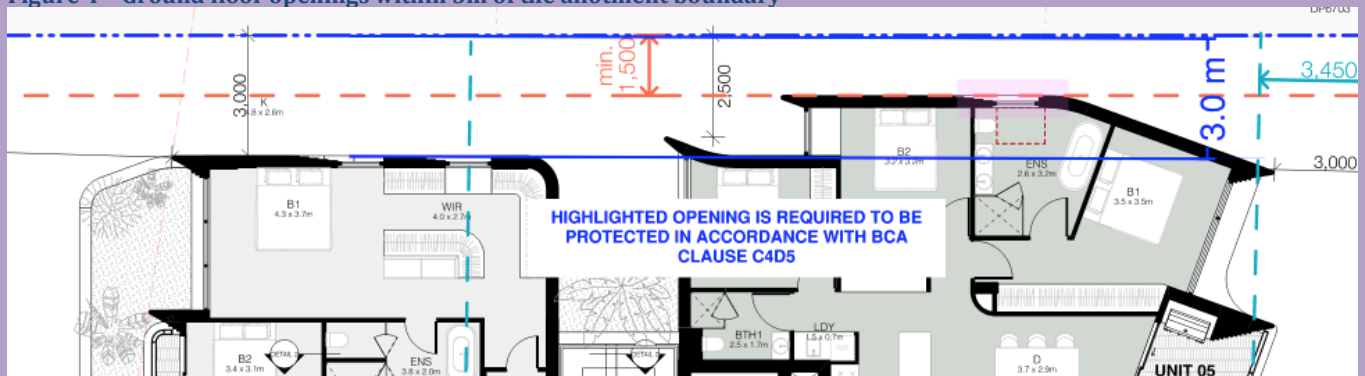 Figure 4 – Ground floor openings within 3m of the allotment boundary
DP6703
min.
1,500
3,000
2,500
3.0 m
3,450
K
.8 x 2.6m
B2
3.2 x 3.2m
ENS
2.6 x 3.2m
3,000
B1
4.3 x 3.7m
WIR
4.0 x 2.7m
B1
3.5 x 3.5m
HIGHLIGHTED OPENING IS REQUIRED TO BE
PROTECTED IN ACCORDANCE WITH BCA
CLAUSE C4D5
B2
3.4 x 3.1m
DETAIL 2
ENS
3.8 x 2.0m
DETAIL 2
BTH1
2.5 x 1.7m
LDY
1.5 x 0.7m
D
3.7 x 2.9m
UNIT 05